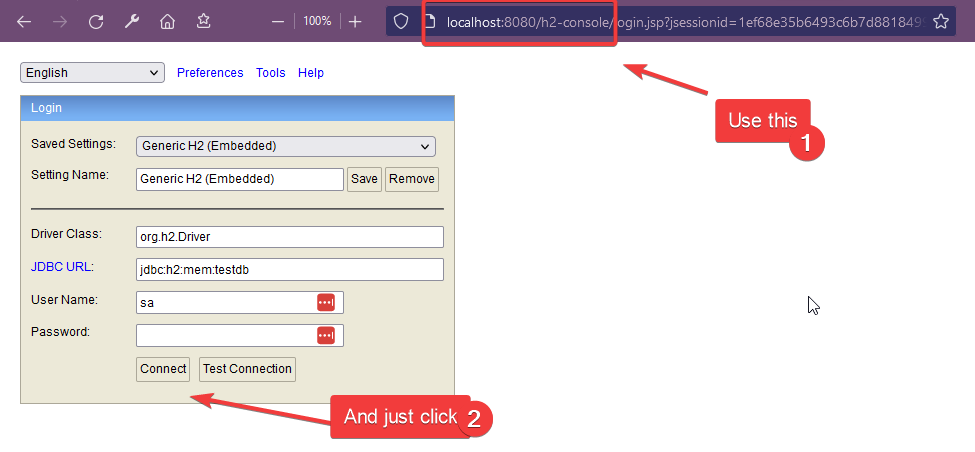 100%
localhost:8080/h2-console/login.jsp?jsessionid=1ef68e35b6493c6b7d881849
English Preferences Tools Help
Login
Saved Settings: Generic H2 (Embedded)
Setting Name: Generic H2 (Embedded) Save Remove
Driver Class: org.h2.Driver
JDBC URL: jdbc:h2:mem:testdb
User Name: sa
Password:
Connect Test Connection
Use this
1
And just click 2